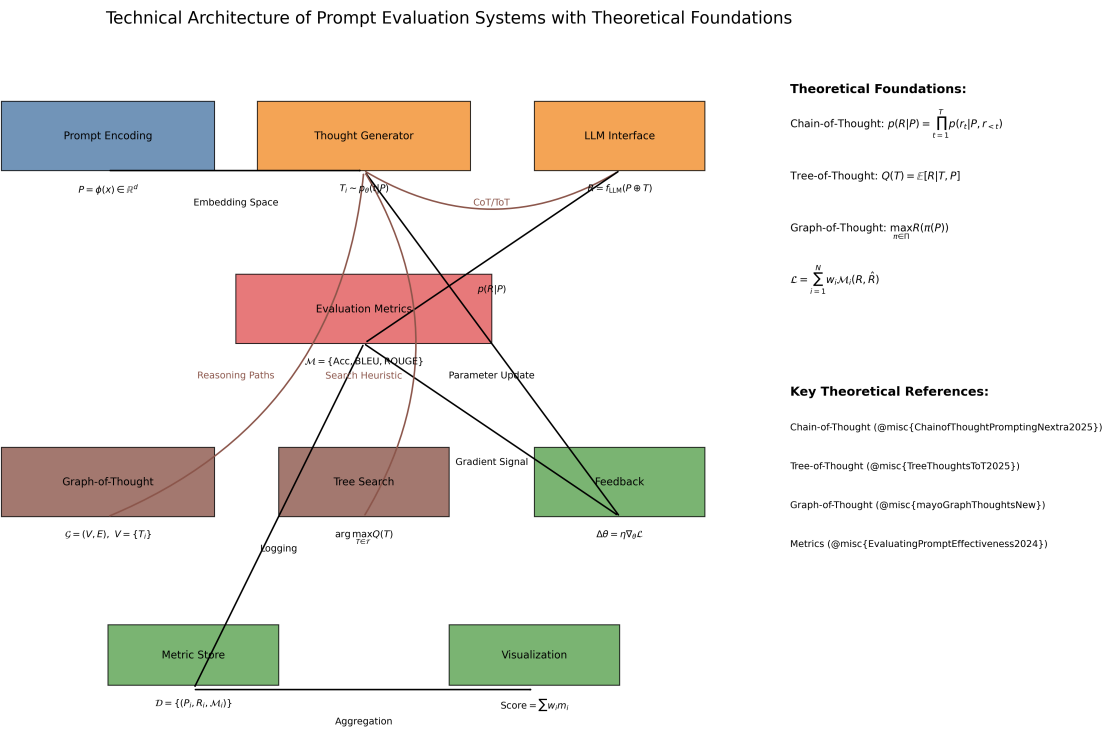 Technical Architecture of Prompt Evaluation Systems with Theoretical Foundations
Prompt Encoding
Thought Generator
LLM Interface
P = ϕ(x) ∈ ℝ^d
T_i ∼ p_θ(t|P)
R = f_LLM(P ⊕ T)
Embedding Space
CoT/ToT
Evaluation Metrics
p(R|P)
ℳ = {Acc, BLEU, ROUGE}
Reasoning Paths
Search Heuristic
Parameter Update
Graph-of-Thought
Tree Search
Feedback
Gradient Signal
𝒢 = (V, E), V = {T_i}
arg max_{T∈𝒯} Q(T)
Δθ = η∇_θℒ
Logging
Metric Store
Visualization
𝒟 = {(P_i, R_i, ℳ_i)}
Score = ∑ w_i m_i
Aggregation
Theoretical Foundations:
Chain-of-Thought: p(R|P) = ∏_{t=1}^{T} p(r_t|P, r_{<t})
Tree-of-Thought: Q(T) = 𝔼[R|T, P]
Graph-of-Thought: max_{π∈Π} R(π(P))
ℒ = ∑_{i=1}^{N} w_i ℳ_i(R, R̂)
Key Theoretical References:
Chain-of-Thought (@misc{ChainofThoughtPromptingNextra2025})
Tree-of-Thought (@misc{TreeThoughtsToT2025})
Graph-of-Thought (@misc{mayoGraphThoughtsNew})
Metrics (@misc{EvaluatingPromptEffectiveness2024})